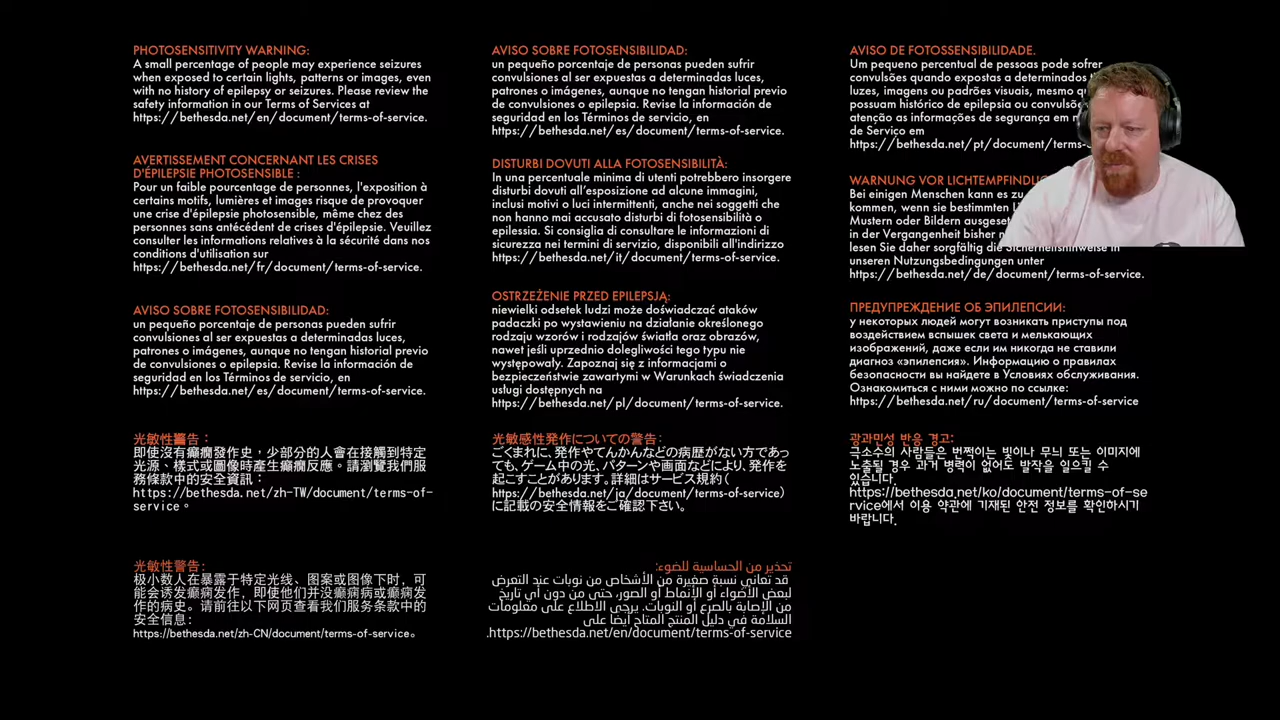 PHOTOSENSITIVITY WARNING:
A small percentage of people may experience seizures
when exposed to certain lights, patterns or images, even
with no history of epilepsy or seizures. Please review the
safety information in our Terms of Services at
https://bethesda.net/en/document/terms-of-service.
AVERTISSEMENT CONCERNANT LES CRISES
D'ÉPILEPSIE PHOTOSENSIBLE :
Pour un faible pourcentage de personnes, l'exposition à
certains motifs, lumières et images risque de provoquer
une crise d'épilepsie photosensible, même chez des
personnes sans antécédent de crises d'épilepsie. Veuillez
consulter les informations relatives à la sécurité dans nos
conditions d'utilisation sur
https://bethesda.net/fr/document/terms-of-service.
AVISO SOBRE FOTOSENSIBILIDAD:
un pequeño porcentaje de personas pueden sufrir
convulsiones al ser expuestas a determinadas luces,
patrones o imágenes, aunque no tengan historial previo
de convulsiones o epilepsia. Revise la información de
seguridad en los Términos de servicio, en
https://bethesda.net/es/document/terms-of-service.
光敏性警告：
即使沒有癲癇發作史，少部分的人會在接觸到特定
光源、樣式或圖像時產生癲癇反應。請瀏覽我們服
務條款中的安全資訊：
https://bethesda.net/zh-TW/document/terms-of-
service。
光敏性警告:
极小数人在暴露于特定光线、图案或图像下时，可
能会诱发癫痫发作，即使他们并没癫痫病或癫痫发
作的病史。请前往以下网页查看我们服务条款中的
安全信息:
https://bethesda.net/zh-CN/document/terms-of-service。
AVISO SOBRE FOTOSENSIBILIDAD:
un pequeño porcentaje de personas pueden sufrir
convulsiones al ser expuestas a determinadas luces,
patrones o imágenes, aunque no tengan historial previo
de convulsiones o epilepsia. Revise la información de
seguridad en los Términos de servicio, en
https://bethesda.net/es/document/terms-of-service.
DISTURBI DOVUTI ALLA FOTOSENSIBILITÀ:
In una percentuale minima di utenti potrebbero insorgere
disturbi dovuti all'esposizione ad alcune immagini,
inclusi motivi o luci intermittenti, anche nei soggetti che
non hanno mai accusato disturbi di fotosensibilità o
epilessia. Si consiglia di consultare le informazioni di
sicurezza nei termini di servizio, disponibili all'indirizzo
https://bethesda.net/it/document/terms-of-service.
OSTRZEŻENIE PRZED EPILEPSJĄ:
niewielki odsetek ludzi może doświadczać ataków
padaczki po wystawieniu na działanie określonego
rodzaju wzorów i rodzajów światła oraz obrazów,
nawet jeśli uprzednio dolegliwości tego typu nie
występowały. Zapoznaj się z informacjami o
bezpieczeństwie zawartymi w Warunkach świadczenia
usługi dostępnych na
https://bethesda.net/pl/document/terms-of-service.
光敏感性発作についての警告:
ごくまれに、発作やてんかんなどの病歴がない方であっ
ても、ゲーム中の光、パターンや画面などにより、発作を
起こすことがあります。詳細はサービス規約（
https://bethesda.net/ja/document/terms-of-service）
に記載の安全情報をご確認下さい。
تحذير من الحساسية للضوء:
قد تعاني نسبة صغيرة من الأشخاص من نوبات عند التعرض
لبعض الأضواء أو الأنماط أو الصور، حتى من دون أي تاريخ
من الإصابة بالصرع أو النوبات. يرجى الاطلاع على معلومات
السلامة في دليل المنتج المتاح أيضًا على
https://bethesda.net/en/document/terms-of-service.
AVISO DE FOTOSSENSIBILIDADE.
Um pequeno percentual de pessoas pode sofrer
convulsões quando expostas a determinados
luzes, imagens ou padrões visuais, mesmo
possuam histórico de epilepsia ou
atenção as informações de segurança em
de Serviço em
https://bethesda.net/pt/document/terms-
WARNUNG VOR
Bei einigen Menschen kann es zu
kommen, wenn sie bestimmten
Mustern oder Bildern
in der Vergangenheit bisher
lesen Sie daher sorgfältig die Sicherheitshinweise in
unseren Nutzungsbedingungen unter
https://bethesda.net/de/document/terms-of-service.
ПРЕДУПРЕЖДЕНИЕ ОБ ЭПИЛЕПСИИ:
у некоторых людей могут возникать приступы под
воздействием вспышек света и мелькающих
изображений, даже если им никогда не ставили
диагноз «эпилепсия». Информацию о правилах
безопасности вы найдете в Условиях обслуживания.
Ознакомиться с ними можно по ссылке:
https://bethesda.net/ru/document/terms-of-service
광과민성 반응 경고:
극소수의 사람들은 번쩍이는 빛이나 무늬 또는 이미지에
노출될 경우 과거 병력이 없어도 발작을 일으킬 수
있습니다.
https://bethesda.net/ko/document/terms-of-se
rvice에서 이용 약관에 기재된 안전 정보를 확인하시기
바랍니다.